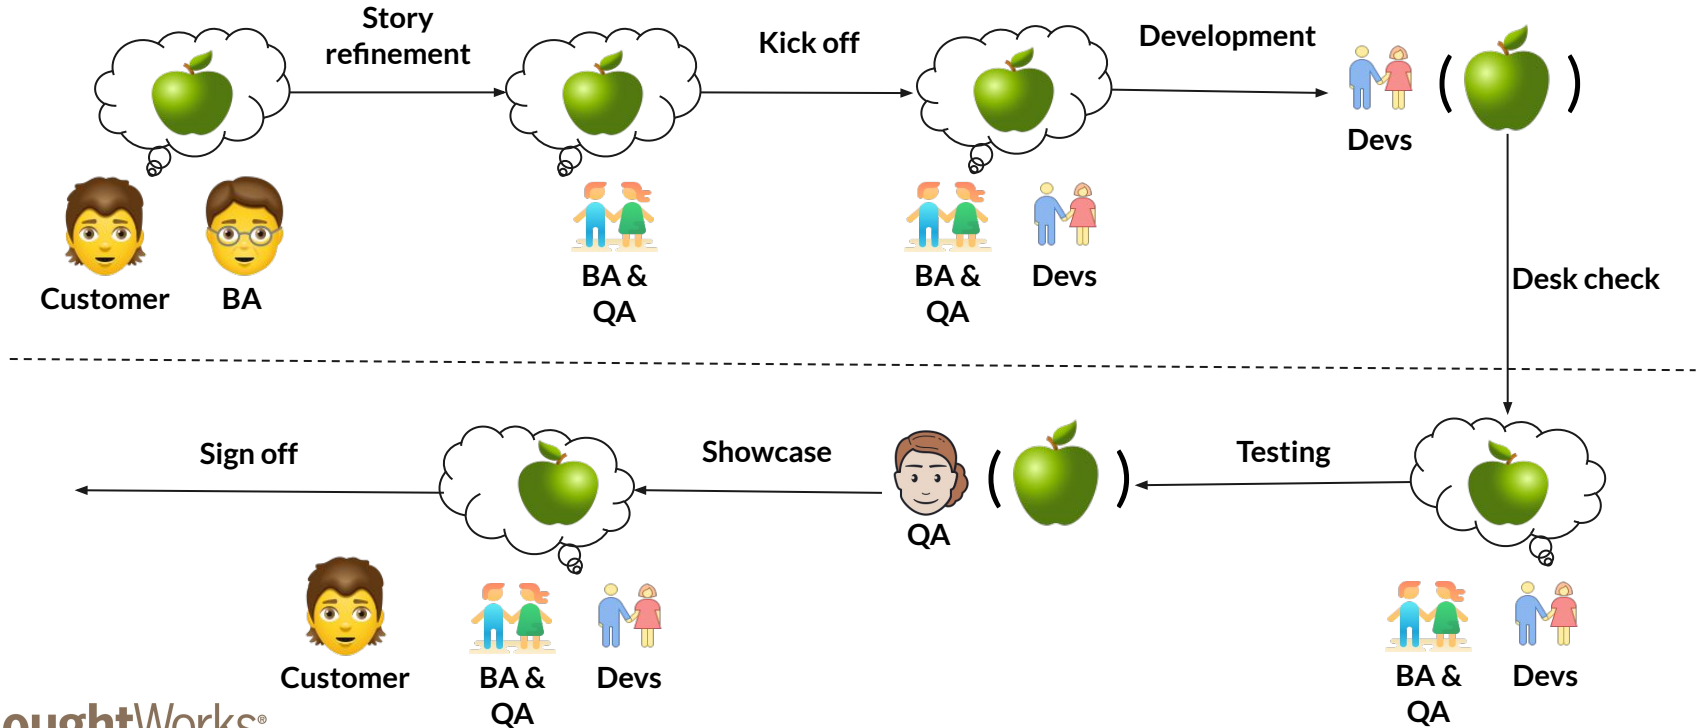 Story
refinement
Kick off
Development
Devs
( )
Customer
BA
BA &
QA
BA &
QA
Devs
Desk check
Sign off
Showcase
QA
( )
Testing
Customer
BA &
QA
Devs
BA &
QA
Devs
oughtWorks®